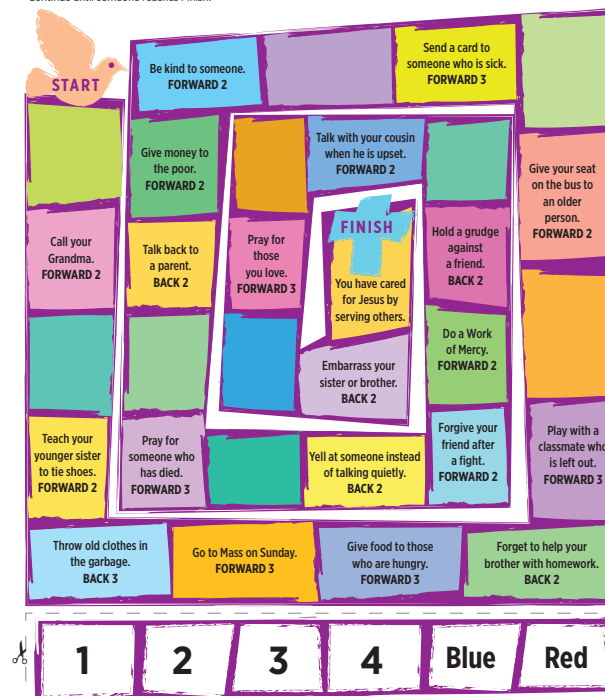 Continue until someone reaches Finish.
START
Be kind to someone.
FORWARD 2
Send a card to
someone who is sick.
FORWARD 3
Give money to
the poor.
FORWARD 2
Talk with your cousin
when he is upset.
FORWARD 2
Give your seat
on the bus to
an older
person.
FORWARD 2
Call your
Grandma.
FORWARD 2
Talk back to
a parent.
BACK 2
Pray for
those
you love.
FORWARD 3
FINISH
You have cared
for Jesus by
serving others.
Hold a grudge
against
a friend.
BACK 2
Do a Work
of Mercy.
FORWARD 2
Embarrass your
sister or brother.
BACK 2
Teach your
younger sister
to tie shoes.
FORWARD 2
Pray for
someone who
has died.
FORWARD 3
Yell at someone instead
of talking quietly.
BACK 2
Forgive your
friend after
a fight.
FORWARD 2
Play with a
classmate who
is left out.
FORWARD 3
Throw old clothes in
the garbage.
BACK 3
Go to Mass on Sunday.
FORWARD 3
Give food to those
who are hungry.
FORWARD 3
Forget to help your
brother with homework.
BACK 2
1 2 3 4 Blue Red